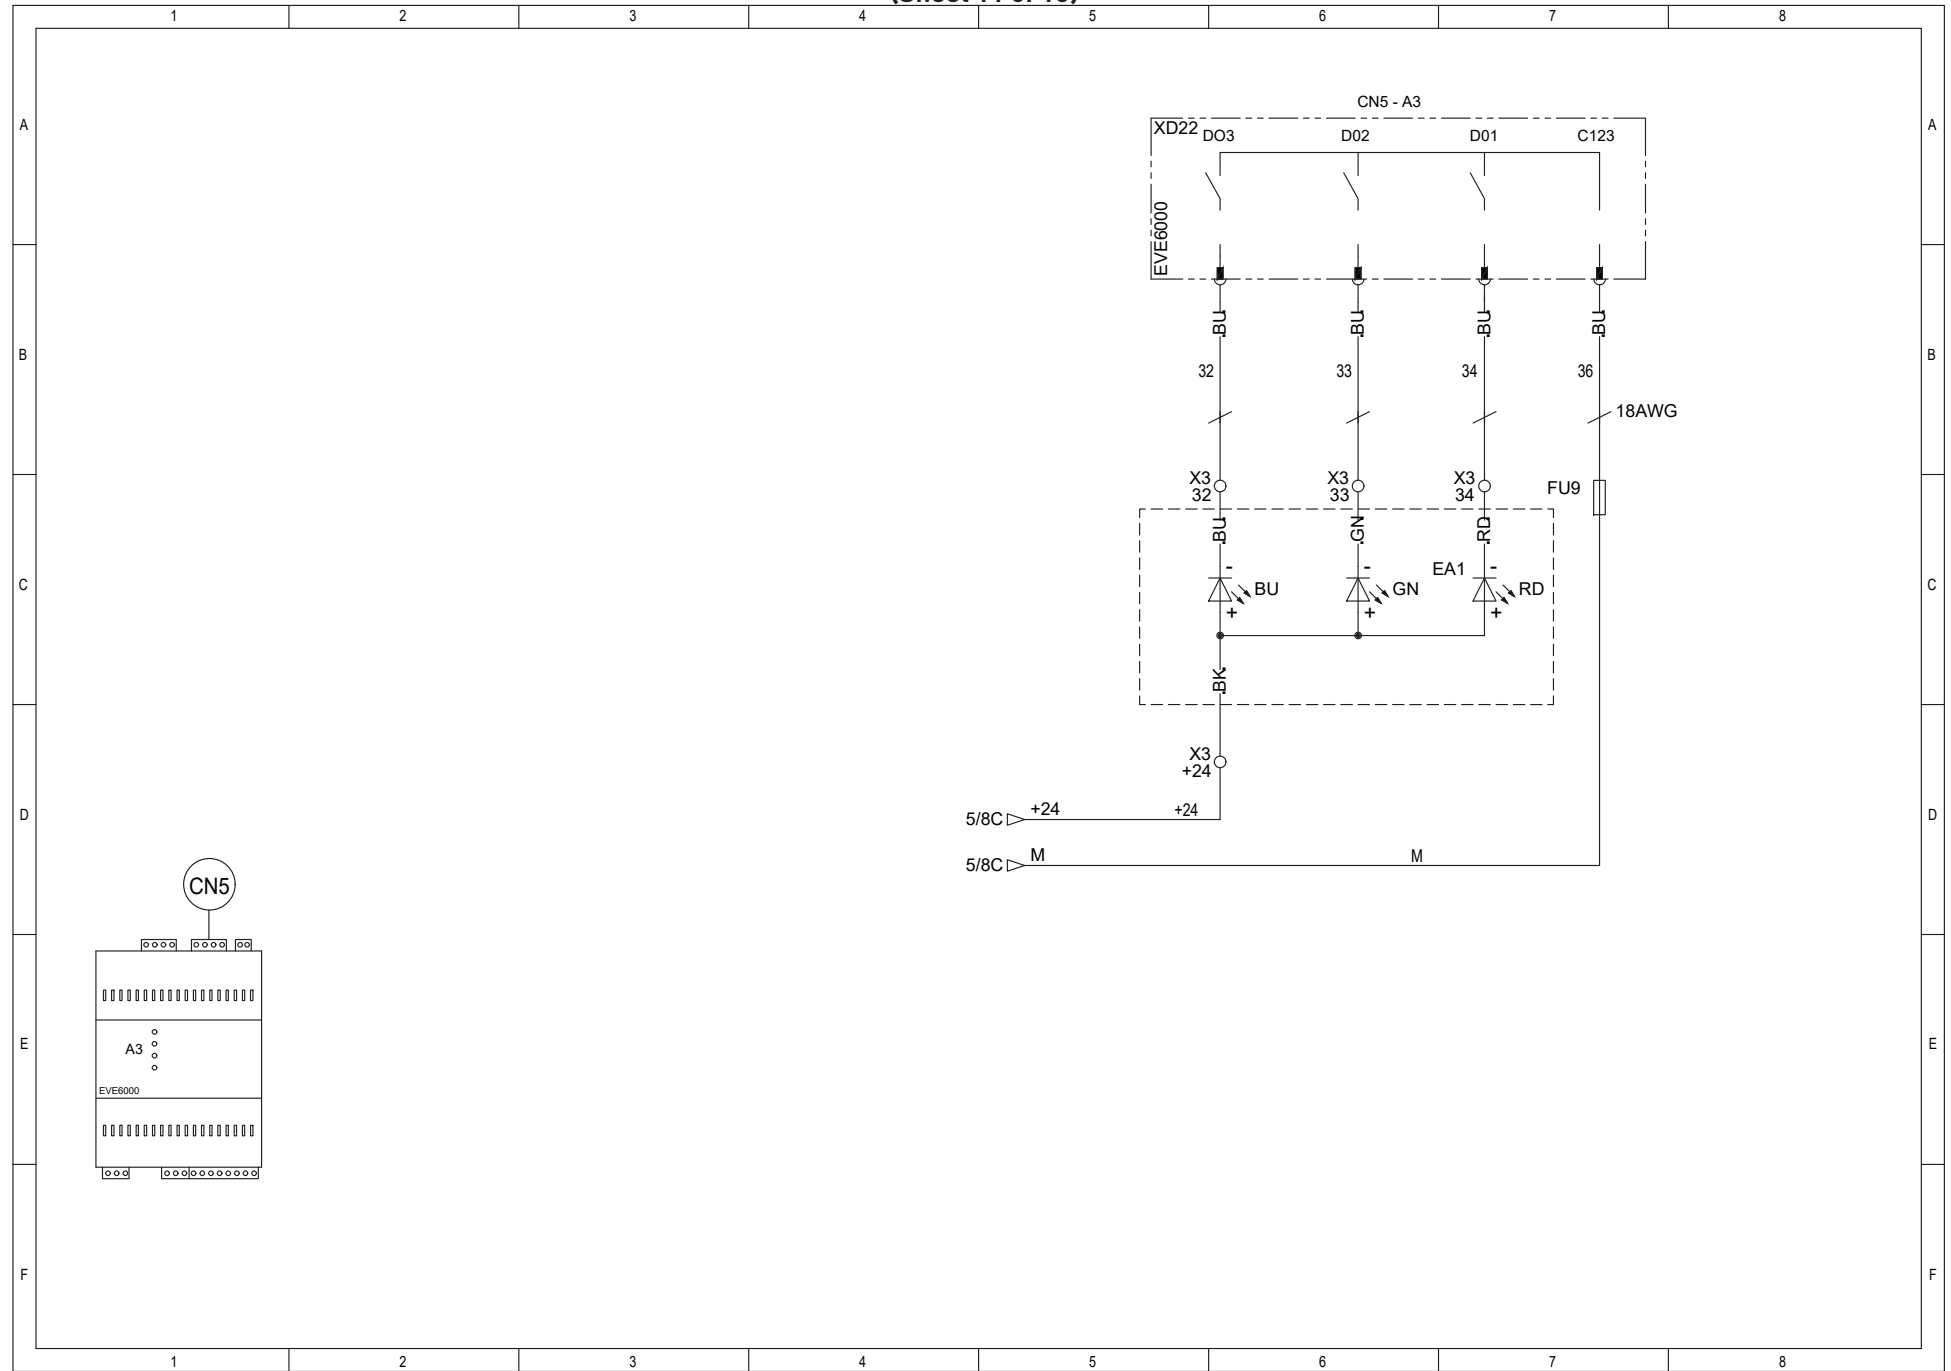 1 2 3 4 5 6 7 8
CN5 - A3
A A
XD22 DO3 D02 D01 C123
EVE6000
.BU. .BU. .BU. .BU.
B B
32 33 34 36
18AWG
X3 X3 X3
32 33 34 FU9
.BU. .GN. .RD.
EA1 - - -
C C
BU GN RD
+ + +
.BK.
X3
+24
5/8C +24 +24
D D
5/8C M M
CN5
E A3 E
EVE6000
F F
1 2 3 4 5 6 7 8